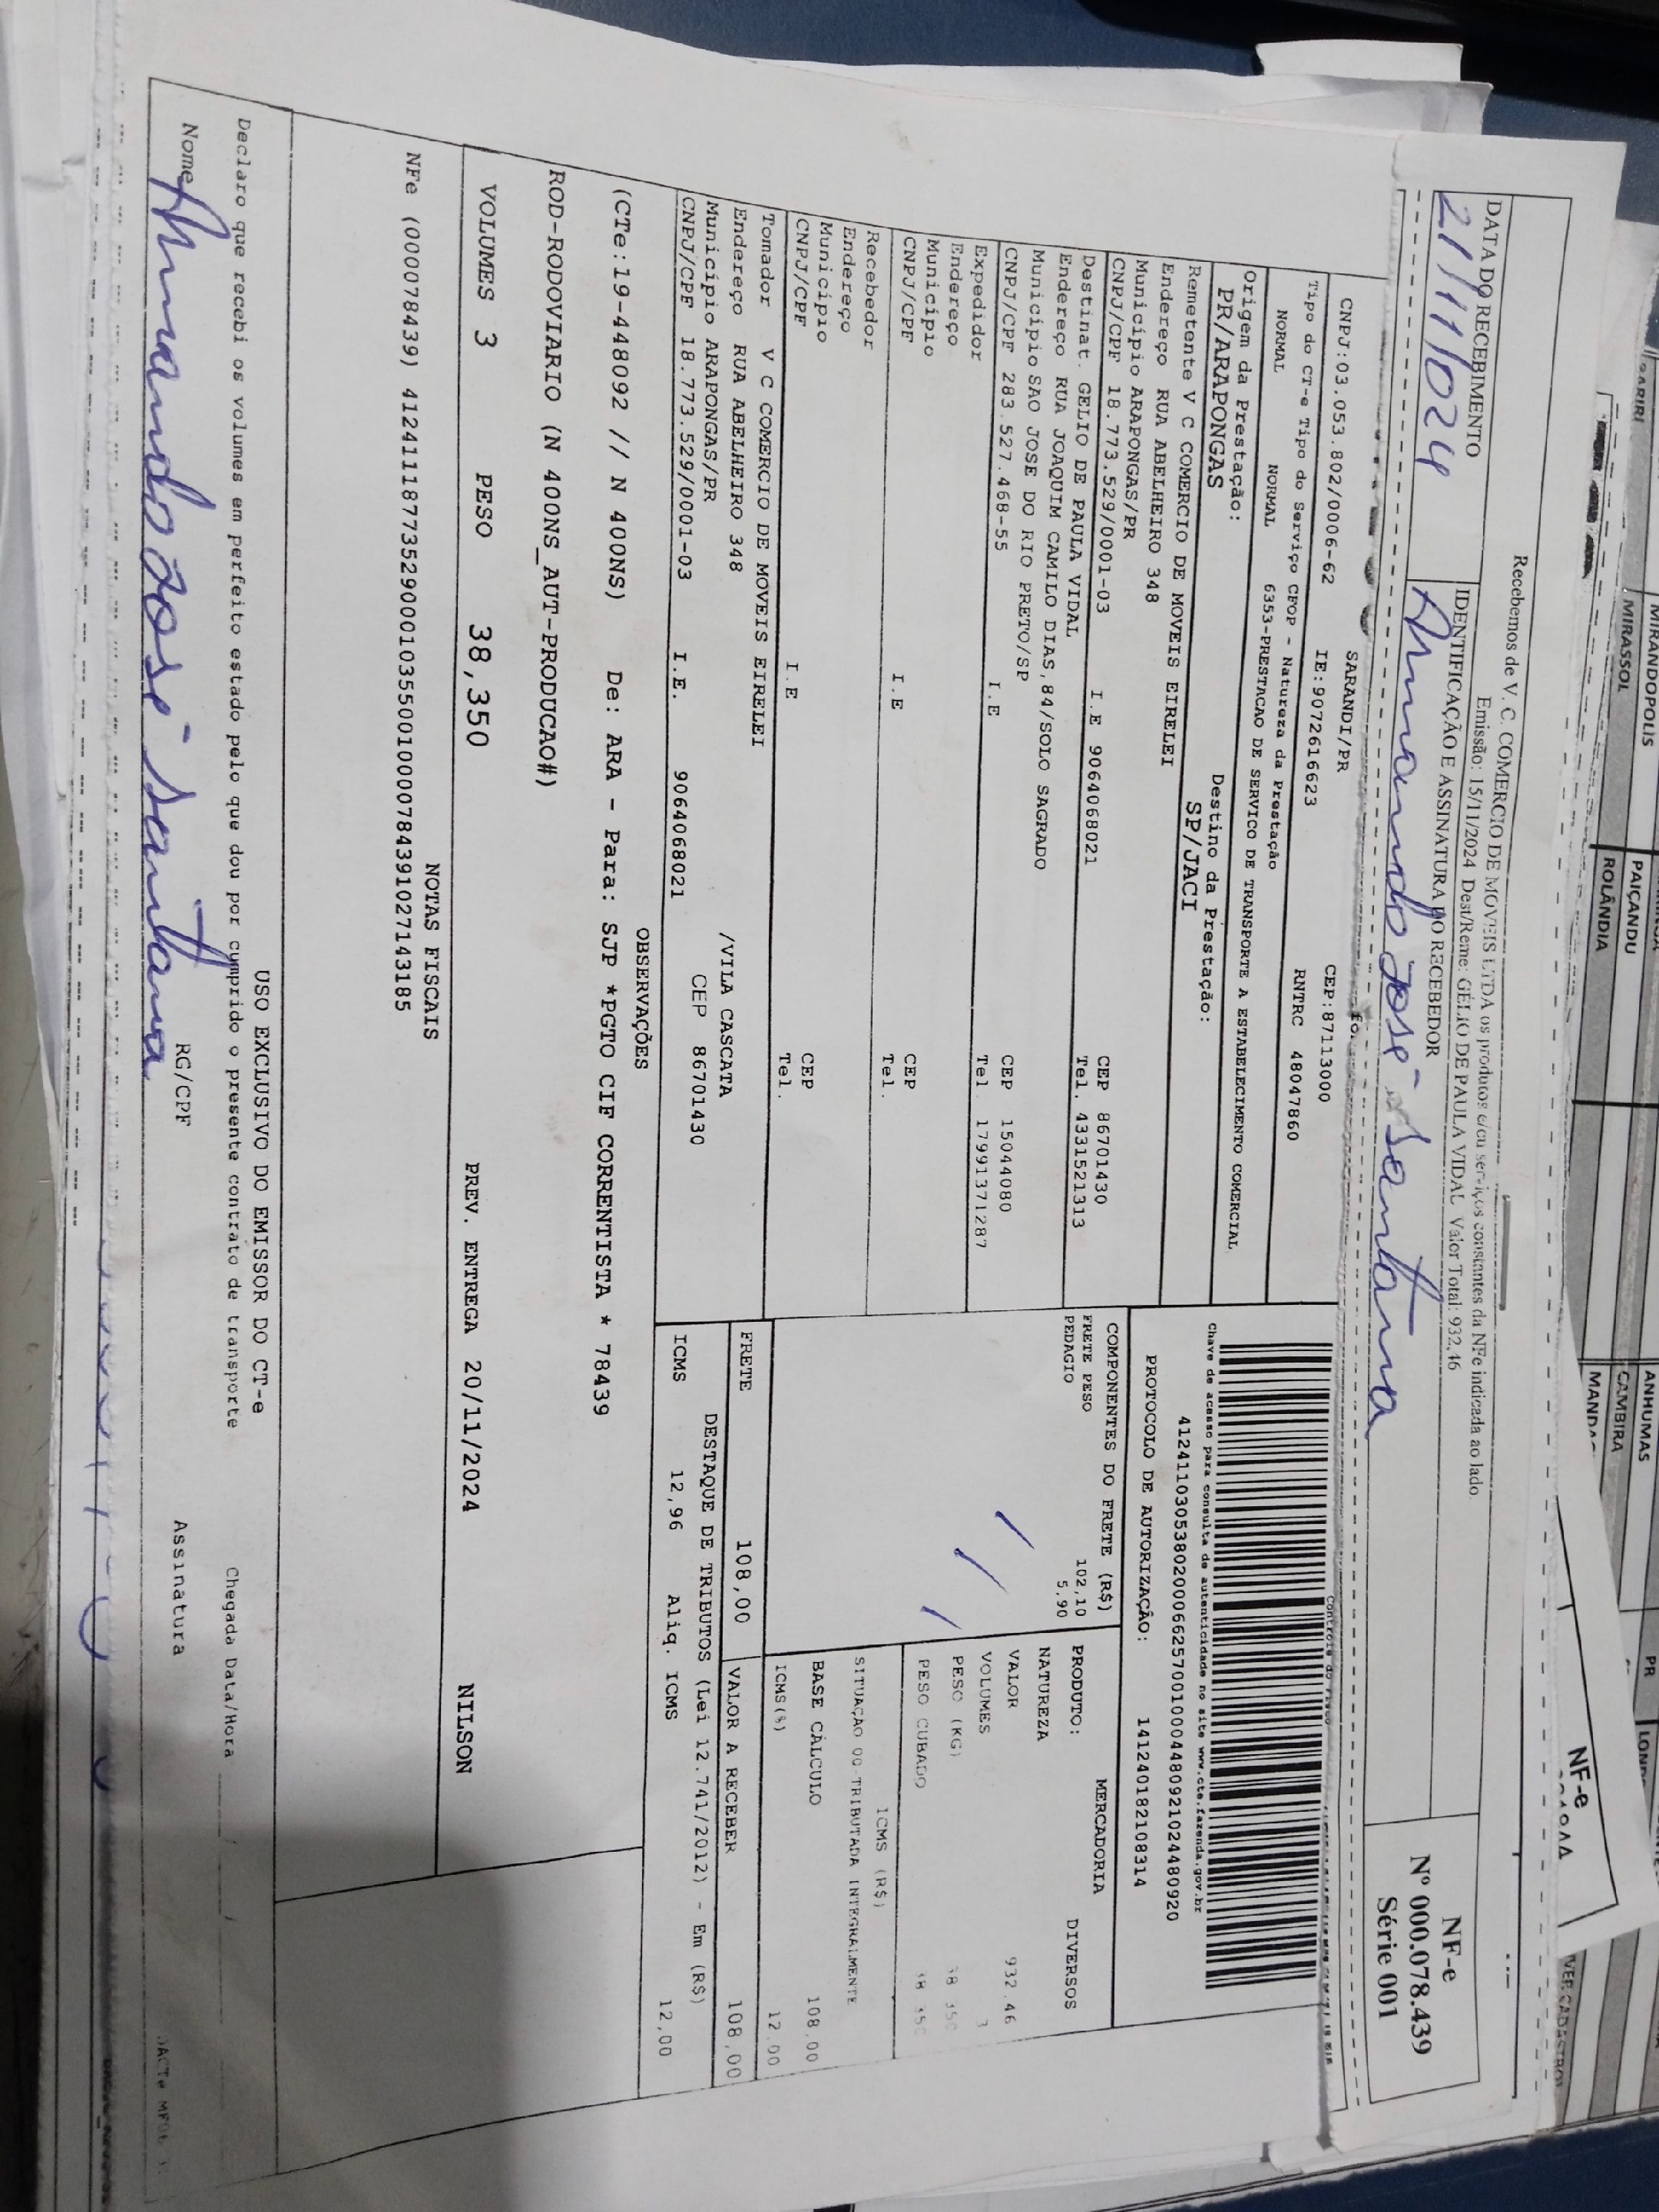 Recebemos de V. C. COMERCIO DE MOVEIS LTDA os produtos e/ou serviços constantes da NFe indicada ao lado.
Emissão: 15/11/2024 Dest/Reme: GÉLIO DE PAULA VIDAL Valor Total: 932,46
DATA DO RECEBIMENTO
21/11/024
IDENTIFICAÇÃO E ASSINATURA DO RECEBEDOR
Armando José Santana
NF-e
Nº 000.078.439
Série 001
SARANDI/PR
CEP:87113000
CNPJ:03.053.802/0006-62 IE:9072616623
RNTRC 48047860
Tipo do CT-e Tipo do Serviço CFOP - Natureza da Prestação
NORMAL NORMAL 6353-PRESTACAO DE SERVICO DE TRANSPORTE A ESTABELECIMENTO COMERCIAL
Origem da Prestação: Destino da Prestação:
PR/ARAPONGAS SP/JACI
Chave de acesso para consulta de autenticidade no site www.cte.fazenda.gov.br
41241103053802000662570010004480921024480920
PROTOCOLO DE AUTORIZAÇÃO: 141240182108314
Remetente V C COMERCIO DE MOVEIS EIRELEI
Endereço RUA ABELHEIRO 348
Município ARAPONGAS/PR CEP 86701430
CNPJ/CPF 18.773.529/0001-03 I.E 9064068021 Tel. 4331521313
Destinat. GELIO DE PAULA VIDAL
Endereço RUA JOAQUIM CAMILO DIAS,84/SOLO SAGRADO
Município SAO JOSE DO RIO PRETO/SP CEP 15044080
CNPJ/CPF 283.527.468-55 I.E Tel. 17991371287
Expedidor
Endereço
Município CEP
CNPJ/CPF I.E Tel.
Recebedor
Endereço
Município CEP
CNPJ/CPF I.E Tel.
Tomador V C COMERCIO DE MOVEIS EIRELEI
Endereço RUA ABELHEIRO 348 /VILA CASCATA
Município ARAPONGAS/PR CEP 86701430
CNPJ/CPF 18.773.529/0001-03 I.E. 9064068021
COMPONENTES DO FRETE (R$)
FRETE PESO 102,10
PEDAGIO 5,90
MERCADORIA
PRODUTO: DIVERSOS
NATUREZA
VALOR 932.46
VOLUMES 3
PESO (KG)
PESO CUBADO
ICMS (R$)
SITUAÇÃO 00-TRIBUTADA INTEGRALMENTE
BASE CÁLCULO 108,00
ICMS(%) 12.00
FRETE 108,00 VALOR A RECEBER 108,00
DESTAQUE DE TRIBUTOS (Lei 12.741/2012) - Em (R$)
ICMS 12,96 Aliq. ICMS 12,00
OBSERVAÇÕES
(CTe:19-448092 // N 400NS) De: ARA - Para: SJP *PGTO CIF CORRENTISTA * 78439
ROD-RODOVIARIO (N 400NS_AUT-PRODUCAO#)
VOLUMES 3 PESO 38,350 PREV. ENTREGA 20/11/2024 NILSON
NOTAS FISCAIS
NFe (000078439) 41241118773529000103550010000784391027143185
USO EXCLUSIVO DO EMISSOR DO CT-e
Declaro que recebi os volumes em perfeito estado pelo que dou por cumprido o presente contrato de transporte
Chegada Data/Hora / /
Nome Armando José Santana RG/CPF Assinatura
MIRANDOPOLIS
MIRASSOL
PAIÇANDU
ROLÂNDIA
ANHUMAS
CAMBIRA
PR
NF-e